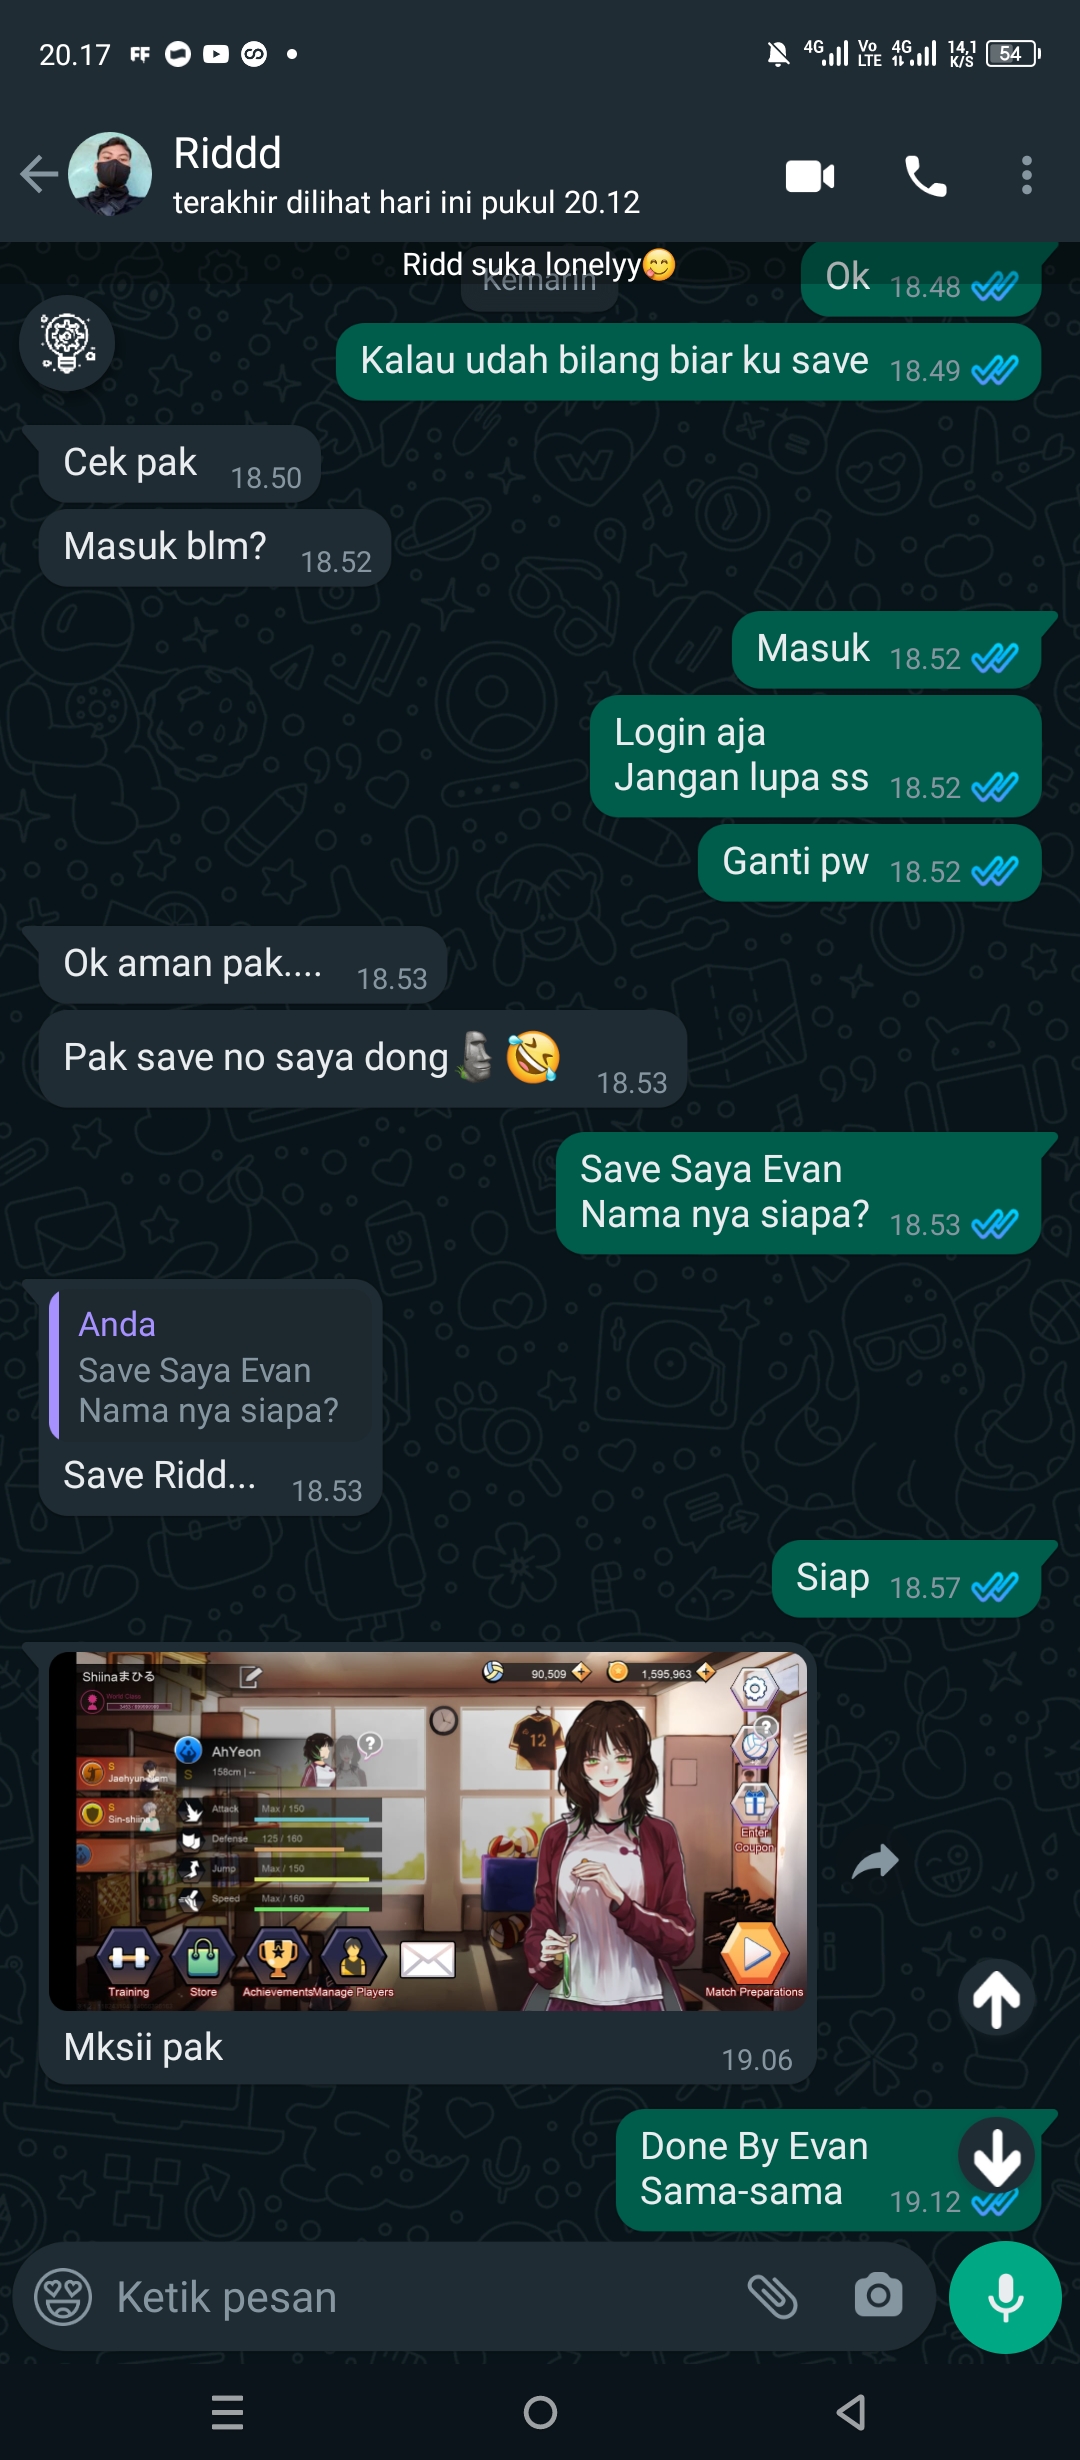 20.17
FF
4G
Vo
LTE
4G
14,1
K/S
54
Riddd
terakhir dilihat hari ini pukul 20.12
Ridd suka lonelyy😋
Kemarin
Ok 18.48
Kalau udah bilang biar ku save 18.49
Cek pak 18.50
Masuk blm? 18.52
Masuk 18.52
Login aja
Jangan lupa ss 18.52
Ganti pw 18.52
Ok aman pak.... 18.53
Pak save no saya dong🗿🤣 18.53
Save Saya Evan
Nama nya siapa? 18.53
Anda
Save Saya Evan
Nama nya siapa?
Save Ridd... 18.53
Siap 18.57
Shiinaまひる
90,509
1,595,963
World Class
12
AhYeon
158cm | --
S
S
Jaehyun Nam
S
Sin-shiina
Attack Max / 150
Defense 125 / 160
Jump Max / 150
Speed Max / 160
Enter
Coupon
Training
Store
Achievements
Manage Players
Match Preparations
Mksii pak 19.06
Done By Evan
Sama-sama 19.12
Ketik pesan